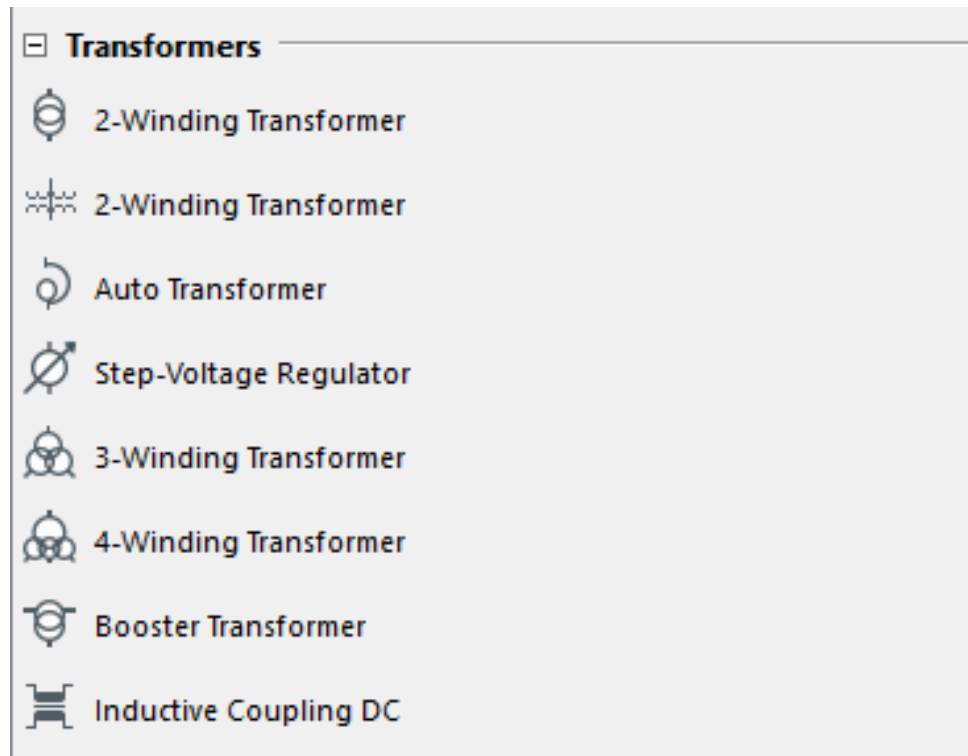 Transformers
2-Winding Transformer
2-Winding Transformer
Auto Transformer
Step-Voltage Regulator
3-Winding Transformer
4-Winding Transformer
Booster Transformer
Inductive Coupling DC